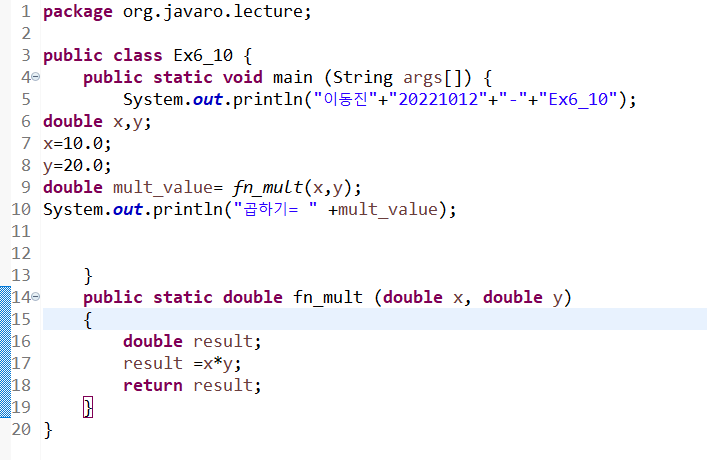 1 package org.javaro.lecture;
2
3 public class Ex6_10 {
4 public static void main (String args[]) {
5 System.out.println("이동진"+"20221012"+"-"+"Ex6_10");
6 double x,y;
7 x=10.0;
8 y=20.0;
9 double mult_value= fn_mult(x,y);
10 System.out.println("곱하기= " +mult_value);
11
12
13 }
14 public static double fn_mult (double x, double y)
15 {
16 double result;
17 result =x*y;
18 return result;
19 }
20 }